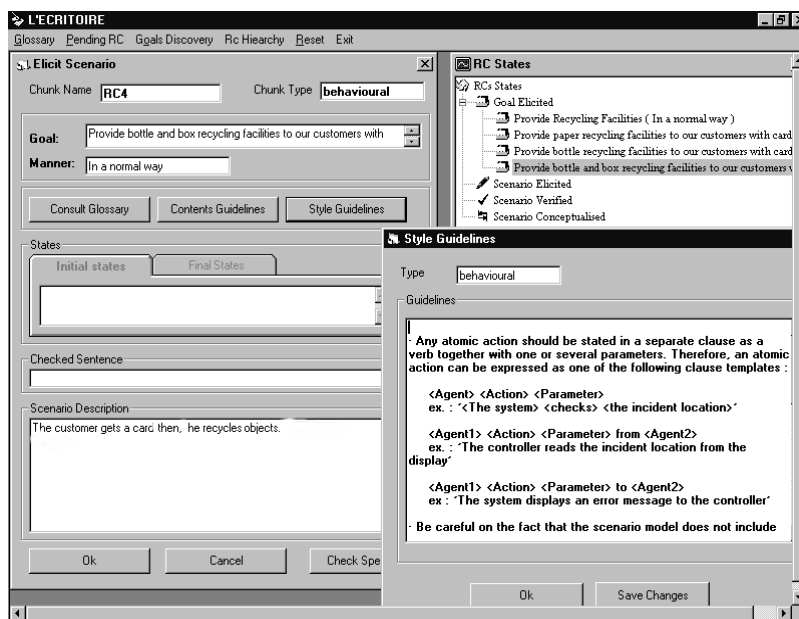 L'ECRITOIRE
Glossary Pending RC Goals Discovery Rc Hiearchy Reset Exit
Elicit Scenario
Chunk Name RC4 Chunk Type behavioural
Goal: Provide bottle and box recycling facilities to our customers with
Manner: In a normal way
Consult Glossary Contents Guidelines Style Guidelines
States
Initial states Final States
Checked Sentence
Scenario Description
The customer gets a card then, he recycles objects.
Ok Cancel Check Spe
RC States
RCs States
Goal Elicited
Provide Recycling Facilities ( In a normal way )
Provide paper recycling facilities to our customers with card
Provide bottle recycling facilities to our customers with card
Provide bottle and box recycling facilities to our customers v
Scenario Elicited
Scenario Verified
Scenario Conceptualised
Style Guidelines
Type behavioural
Guidelines
· Any atomic action should be stated in a separate clause as a
verb together with one or several parameters. Therefore, an atomic
action can be expressed as one of the following clause templates :
<Agent> <Action> <Parameter>
ex. : '<The system> <checks> <the incident location>'
<Agent1> <Action> <Parameter> from <Agent2>
ex. : 'The controller reads the incident location from the
display'
<Agent1> <Action> <Parameter> to <Agent2>
ex : 'The system displays an error message to the controller'
· Be careful on the fact that the scenario model does not include
Ok Save Changes